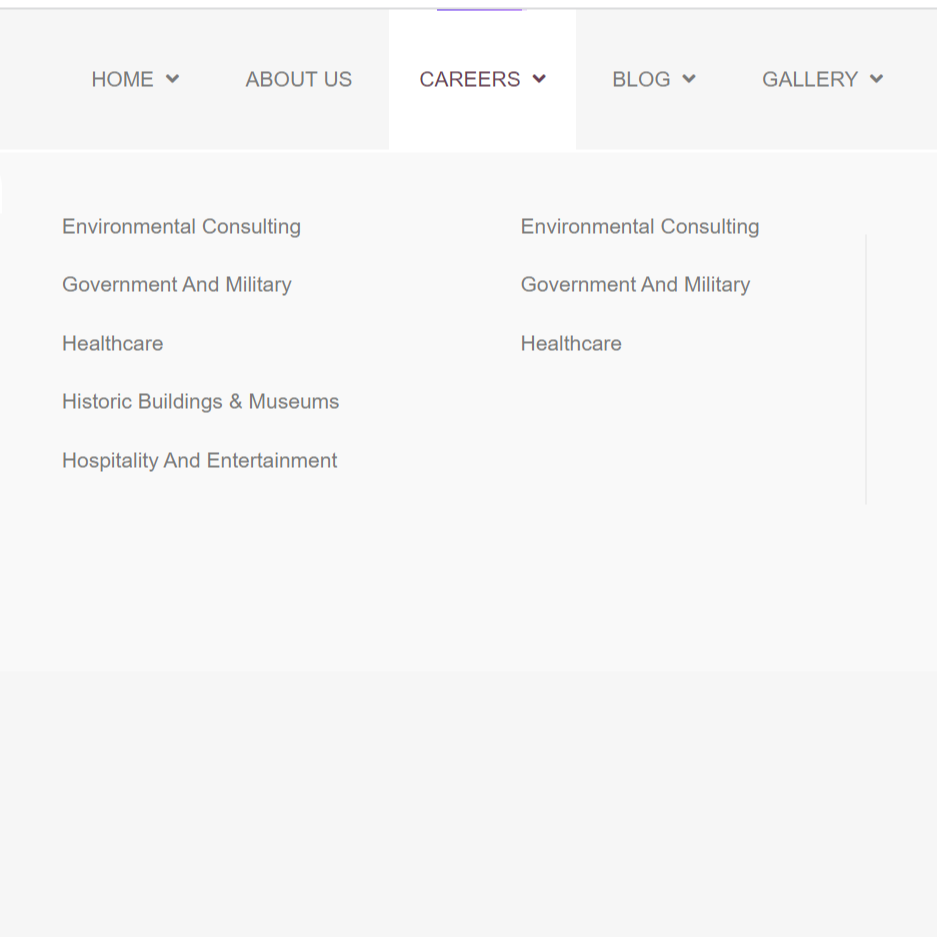 HOME ABOUT US CAREERS BLOG GALLERY
Environmental Consulting
Government And Military
Healthcare
Historic Buildings & Museums
Hospitality And Entertainment
Environmental Consulting
Government And Military
Healthcare